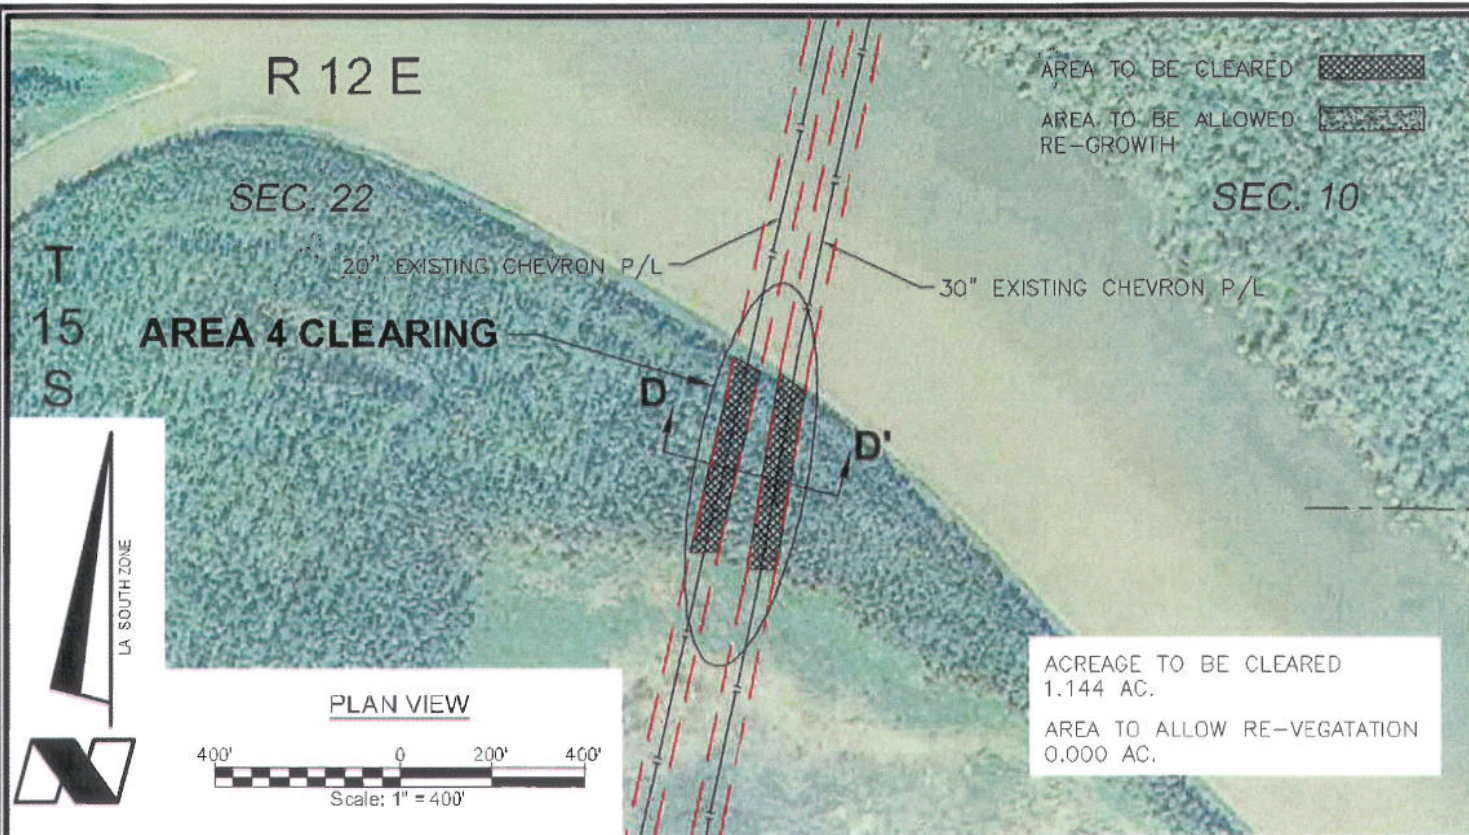 R 12 E
AREA TO BE CLEARED
AREA TO BE ALLOWED
RE-GROWTH
SEC. 22
SEC. 10
T
15
S
20" EXISTING CHEVRON P/L
30" EXISTING CHEVRON P/L
AREA 4 CLEARING
D
D'
LA SOUTH ZONE
PLAN VIEW
400' 0 200' 400'
Scale: 1" = 400'
ACREAGE TO BE CLEARED
1.144 AC.
AREA TO ALLOW RE-VEGATATION
0.000 AC.